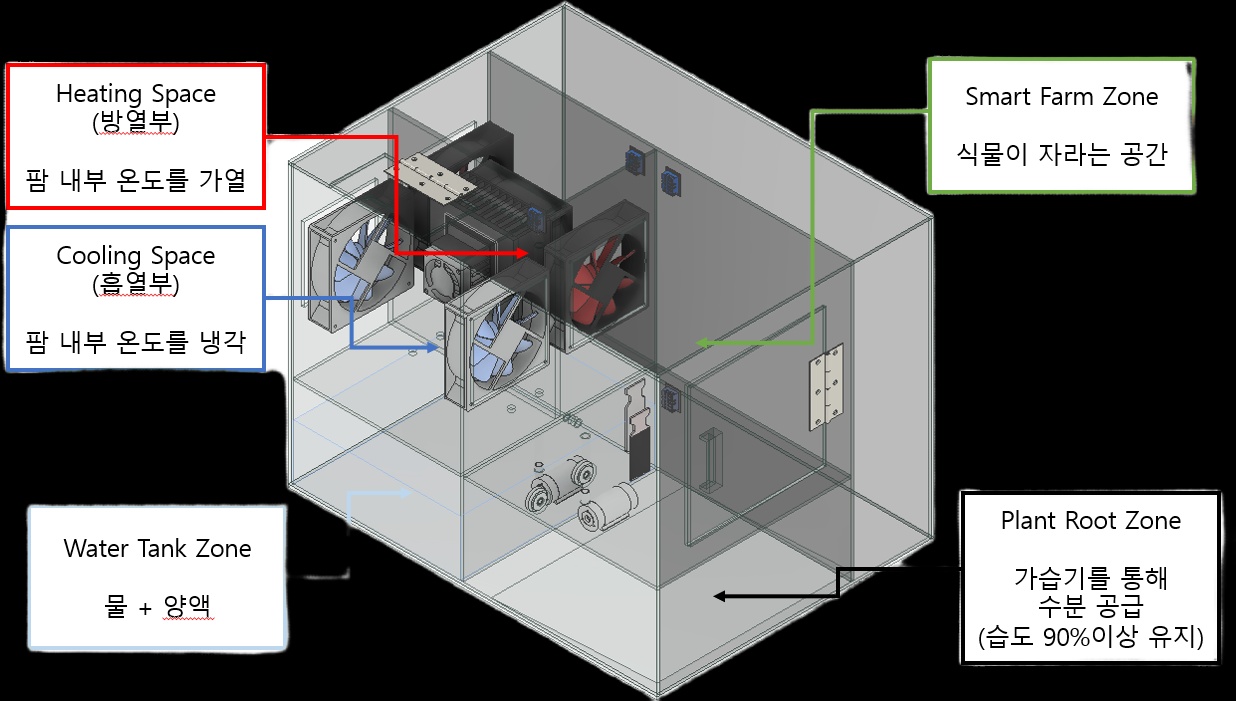 Heating Space
(방열부)
팜 내부 온도를 가열
Cooling Space
(흡열부)
팜 내부 온도를 냉각
Water Tank Zone
물 + 양액
Smart Farm Zone
식물이 자라는 공간
Plant Root Zone
가습기를 통해
수분 공급
(습도 90%이상 유지)